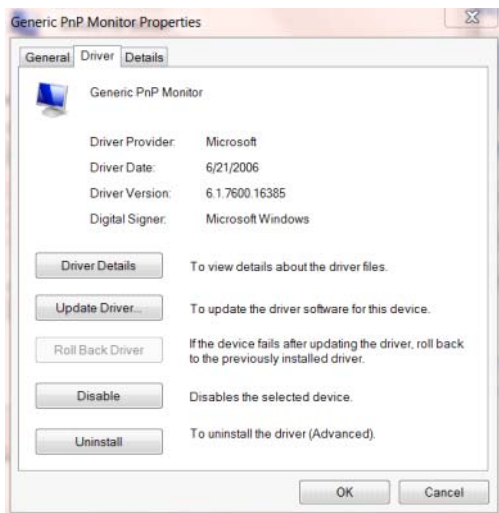 Generic PnP Monitor Properties
General Driver Details
Generic PnP Monitor
Driver Provider: Microsoft
Driver Date: 6/21/2006
Driver Version: 6.1.7600.16385
Digital Signer: Microsoft Windows
Driver Details To view details about the driver files.
Update Driver... To update the driver software for this device.
Roll Back Driver If the device fails after updating the driver, roll back
to the previously installed driver.
Disable Disables the selected device.
Uninstall To uninstall the driver (Advanced).
OK Cancel